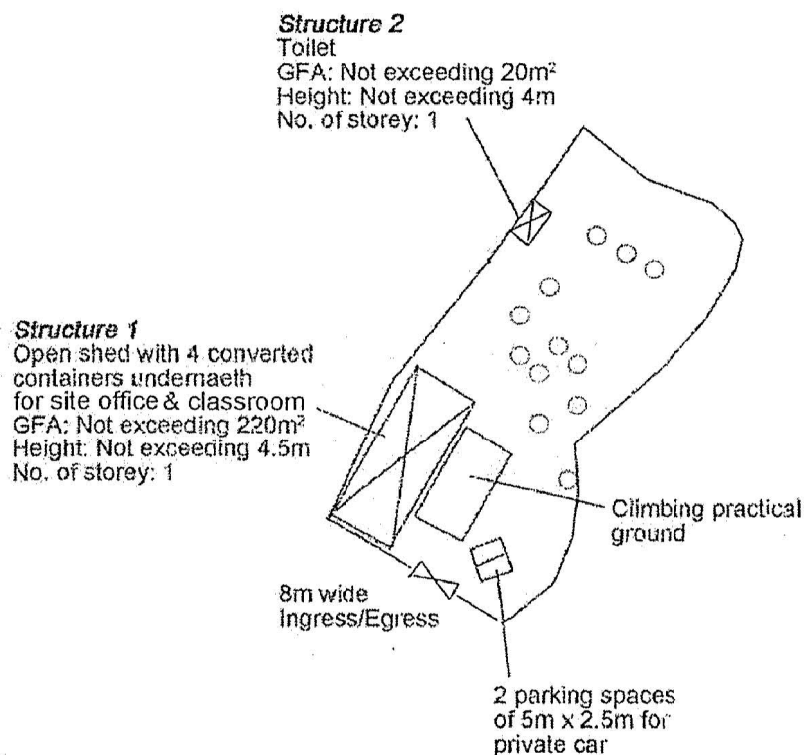 Structure 2
Toilet
GFA: Not exceeding 20m²
Height: Not exceeding 4m
No. of storey: 1
Structure 1
Open shed with 4 converted
containers undernaeth
for site office & classroom
GFA: Not exceeding 220m²
Height: Not exceeding 4.5m
No. of storey: 1
Climbing practical
ground
8m wide
Ingress/Egress
2 parking spaces
of 5m x 2.5m for
private car